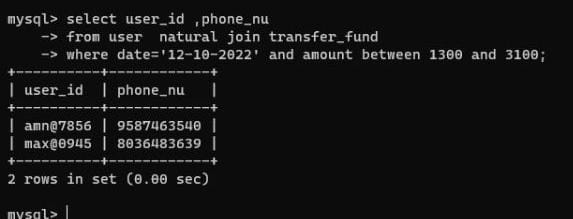 mysql> select user_id ,phone_nu
    -> from user  natural join transfer_fund
    -> where date='12-10-2022' and amount between 1300 and 3100;
+----------+------------+
| user_id  | phone_nu   |
+----------+------------+
| amn@7856 | 9587463540 |
| max@0945 | 8036483639 |
+----------+------------+
2 rows in set (0.00 sec)
mysql>